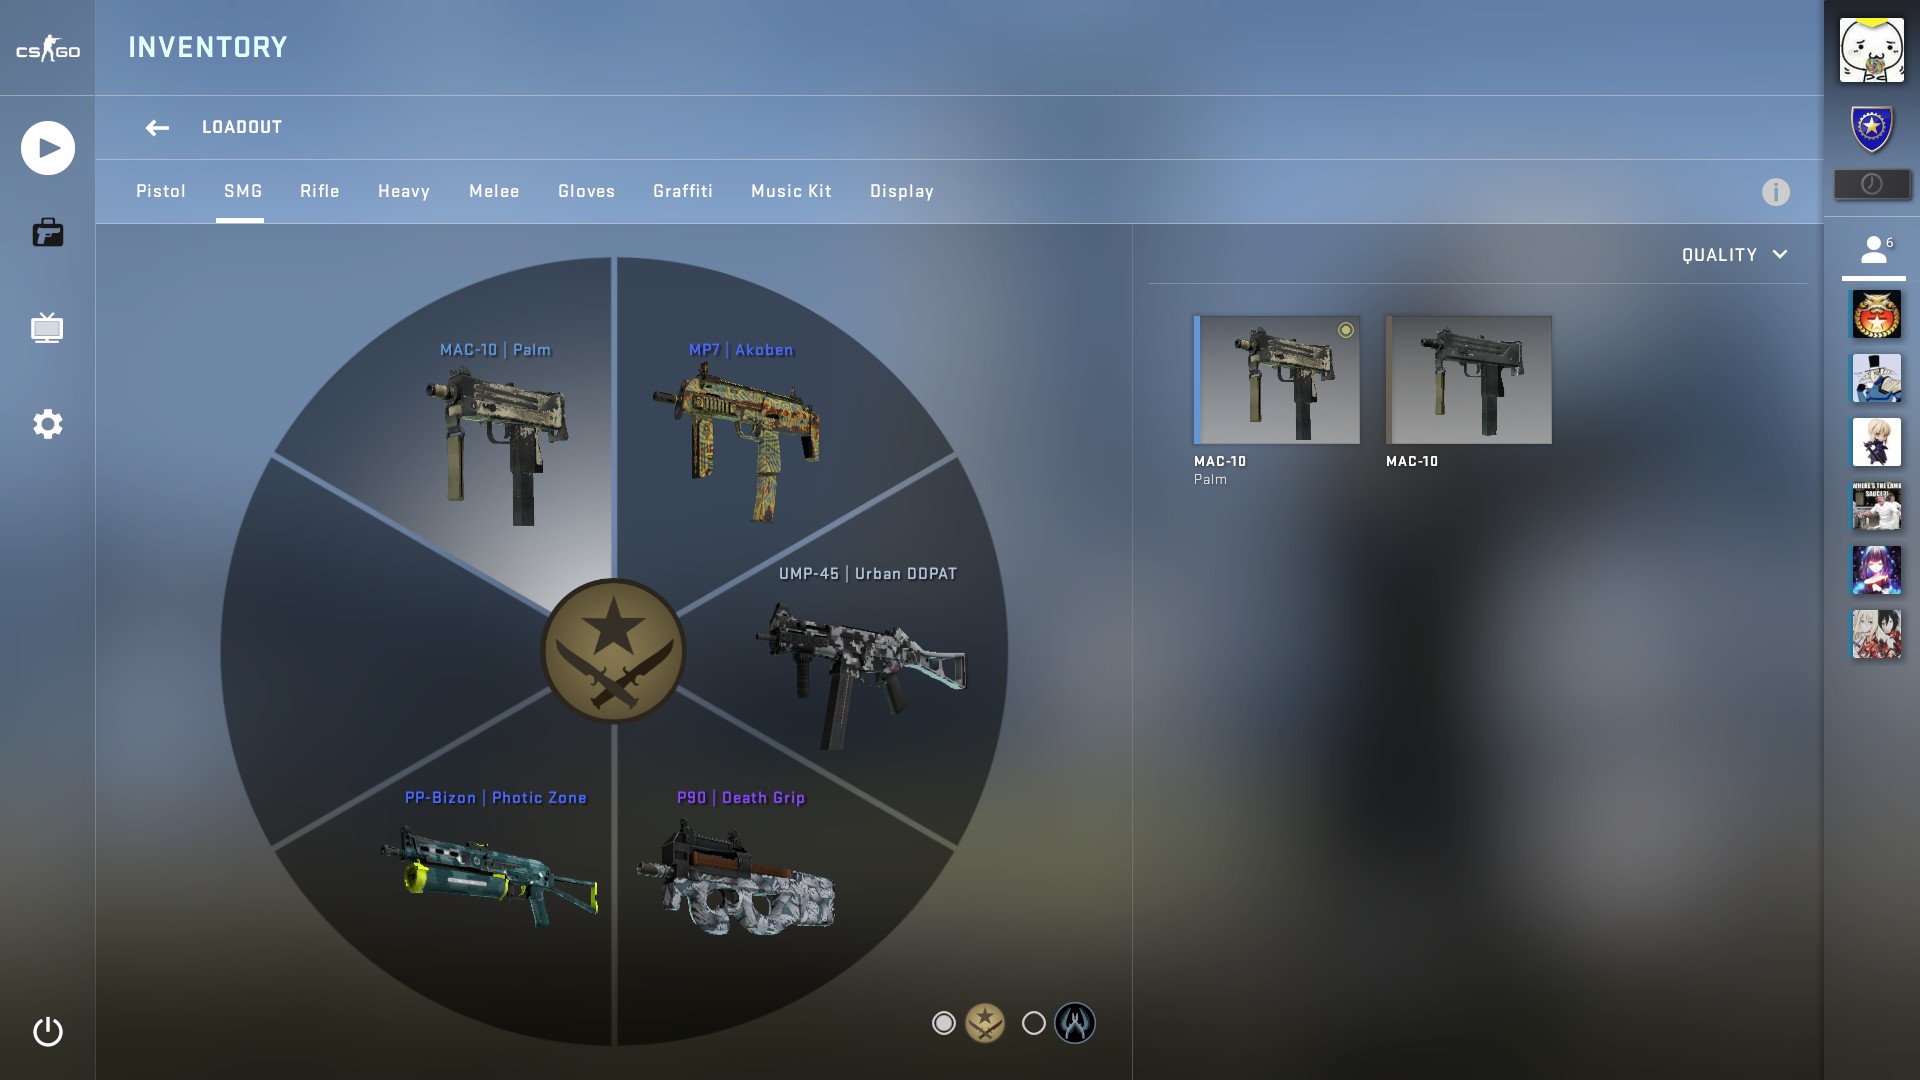 CS GO
INVENTORY
LOADOUT
Pistol SMG Rifle Heavy Melee Gloves Graffiti Music Kit Display
QUALITY
6
MAC-10 | Palm
MP7 | Akoben
UMP-45 | Urban DDPAT
PP-Bizon | Photic Zone
P90 | Death Grip
MAC-10
Palm
MAC-10
WHERE'S THE LAMB
SAUCE?!